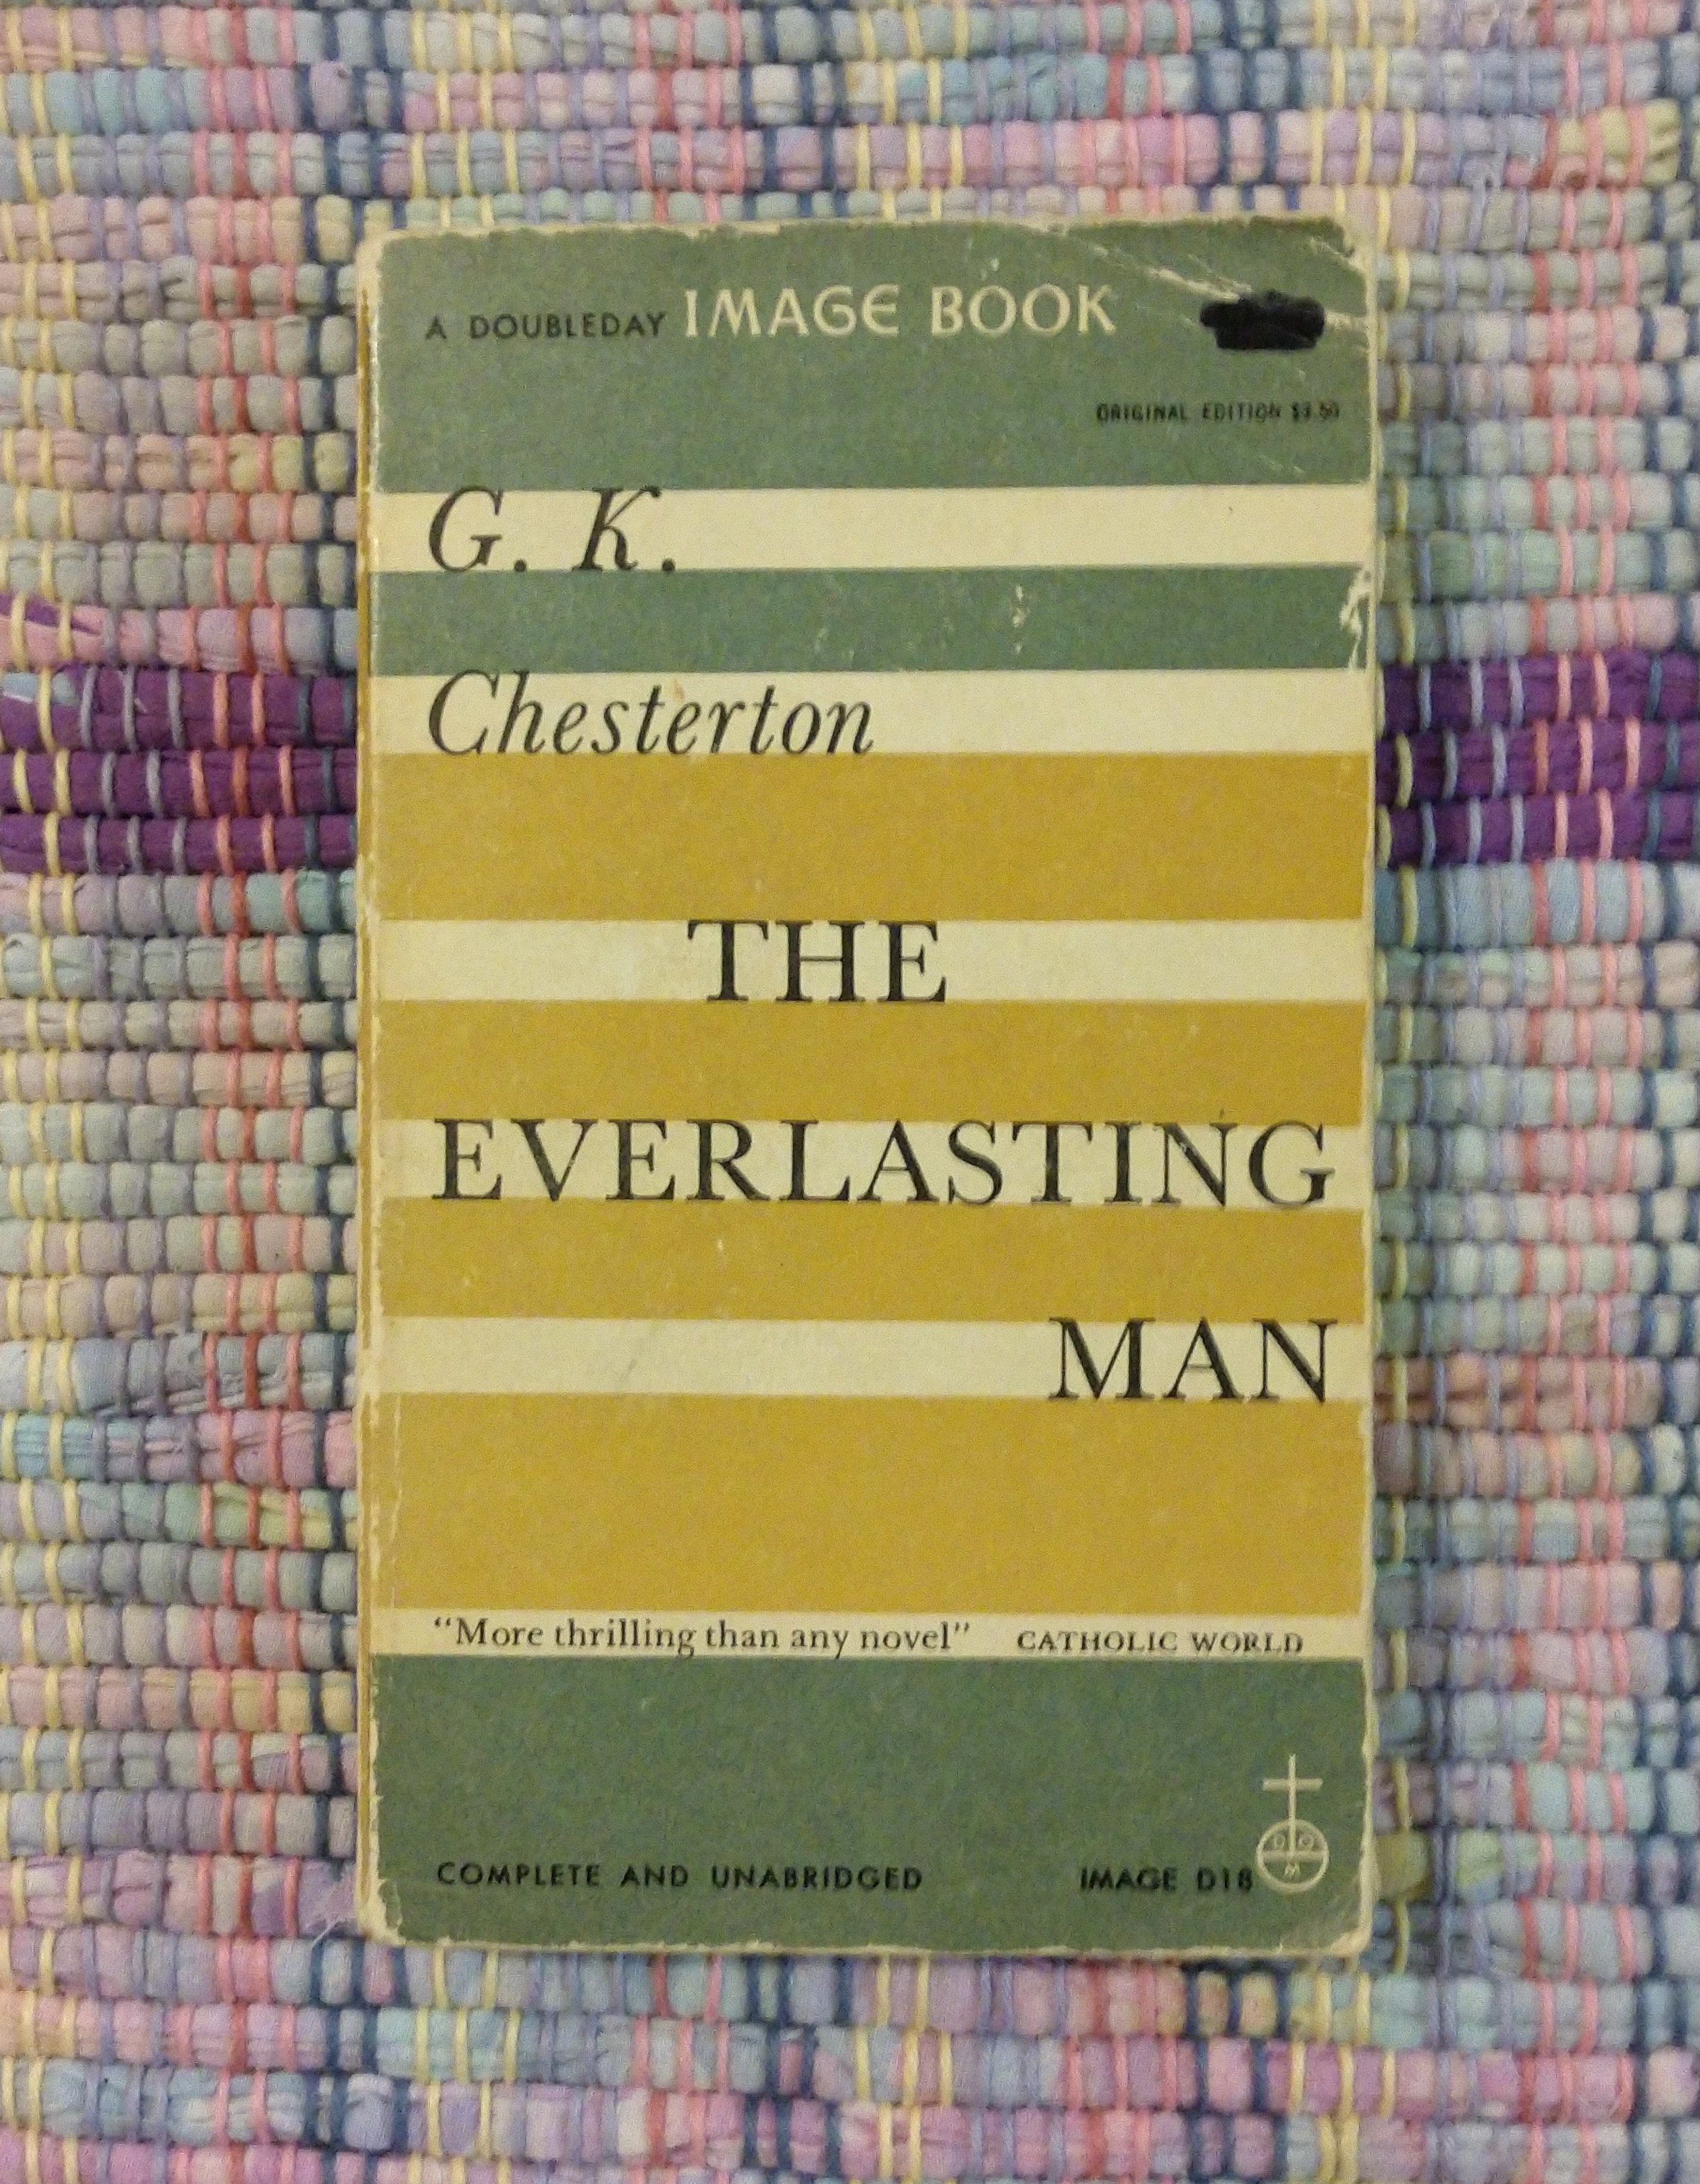 A DOUBLEDAY IMAGE BOOK
ORIGINAL EDITION $3.50
G. K.
Chesterton
THE
EVERLASTING
MAN
“More thrilling than any novel” CATHOLIC WORLD
D O
M
COMPLETE AND UNABRIDGED IMAGE D18